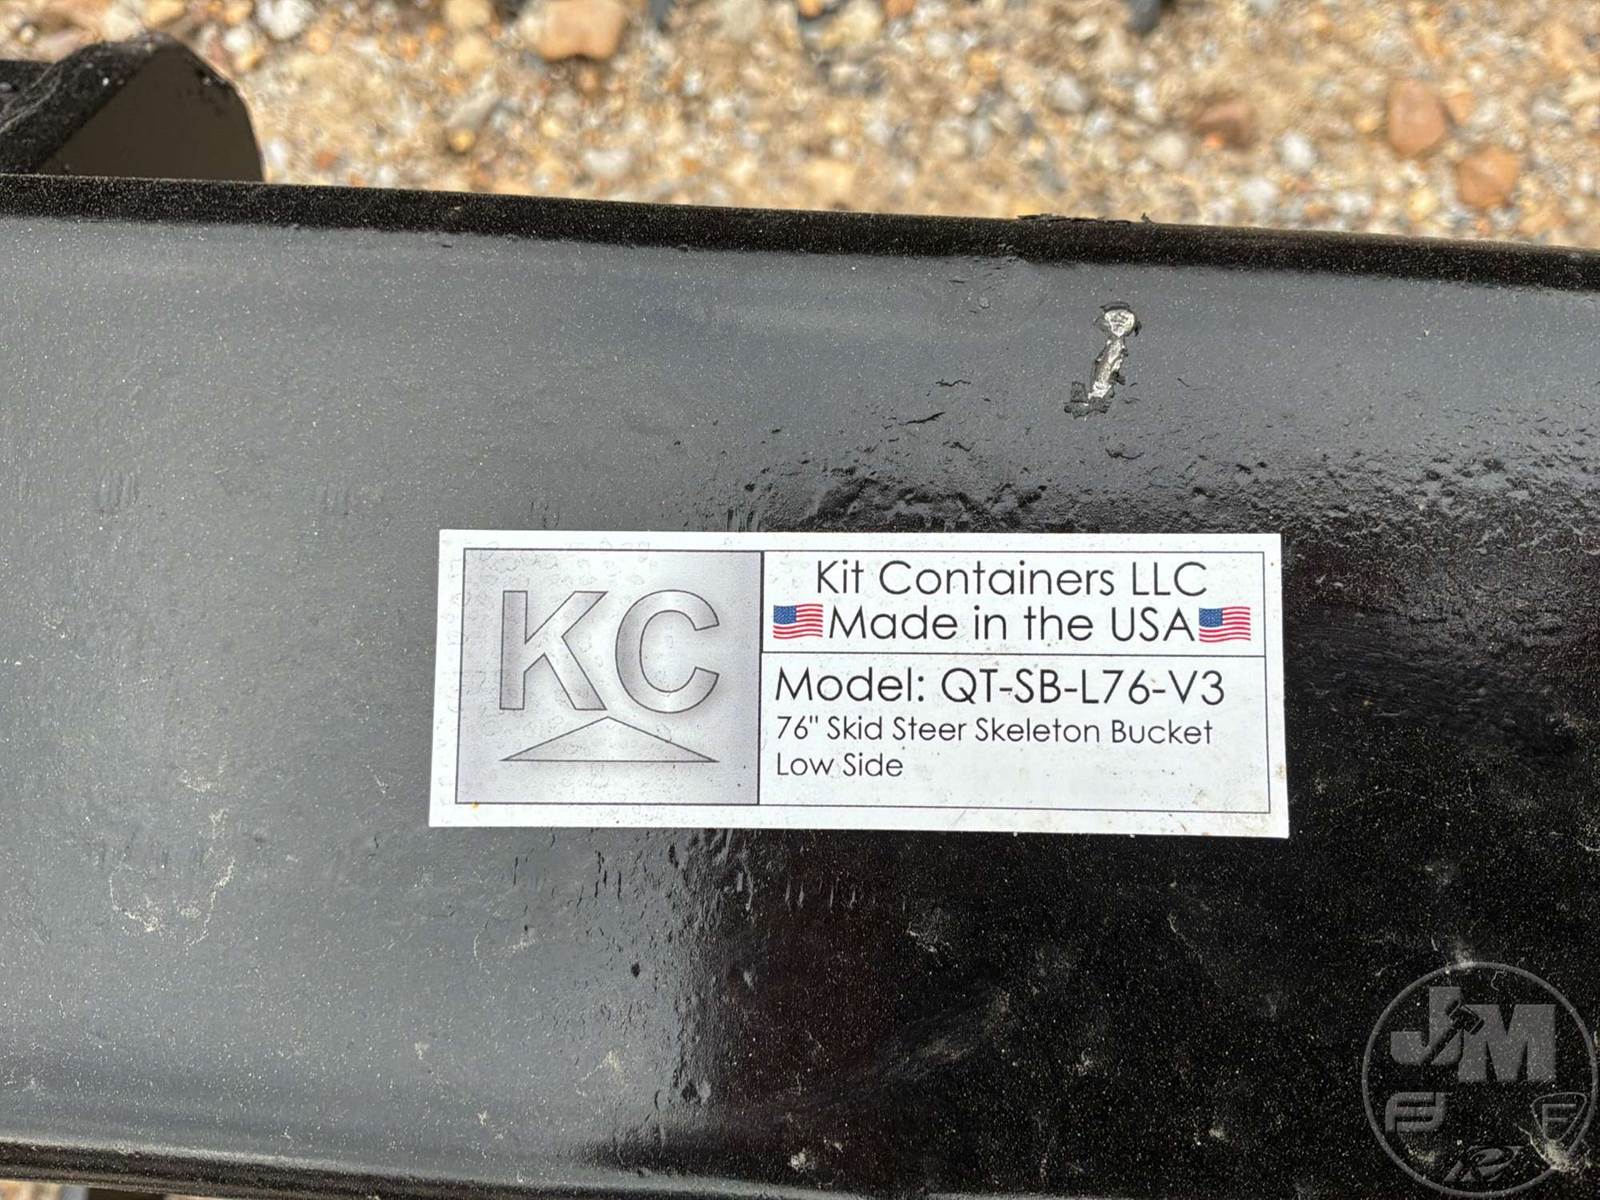 KC
Kit Containers LLC
Made in the USA
Model: QT-SB-L76-V3
76" Skid Steer Skeleton Bucket
Low Side
JM